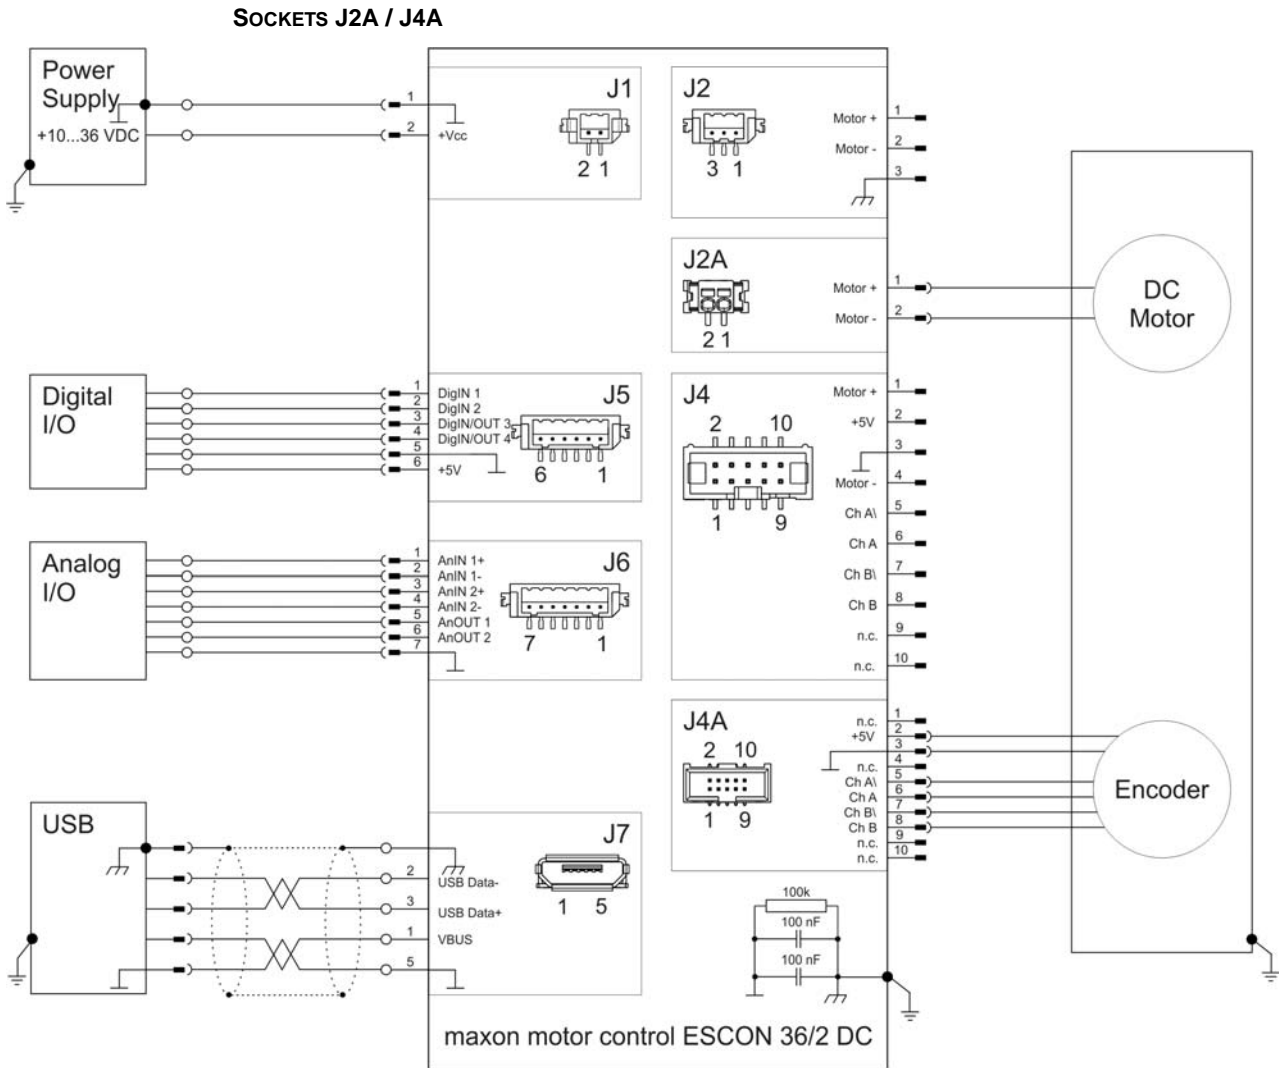 SOCKETS J2A / J4A
Power
Supply
+10...36 VDC
1
2
+Vcc
J1
2 1
J2
3 1
Motor +
1
Motor -
2
3
J2A
2 1
Motor +
1
Motor -
2
DC
Motor
Digital
I/O
1
DigIN 1
2
DigIN 2
3
DigIN/OUT 3
4
DigIN/OUT 4
5
6
+5V
J5
6 1
J4
2 10
1 9
Motor +
1
+5V
2
3
Motor -
4
Ch A\
5
Ch A
6
Ch B\
7
Ch B
8
n.c.
9
n.c.
10
Analog
I/O
1
AnIN 1+
2
AnIN 1-
3
AnIN 2+
4
AnIN 2-
5
AnOUT 1
6
AnOUT 2
7
J6
7 1
J4A
2 10
1 9
n.c.
1
+5V
2
3
n.c.
4
Ch A\
5
Ch A
6
Ch B\
7
Ch B
8
n.c.
9
n.c.
10
Encoder
USB
2
USB Data-
3
USB Data+
1
VBUS
5
J7
1 5
100k
100 nF
100 nF
maxon motor control ESCON 36/2 DC